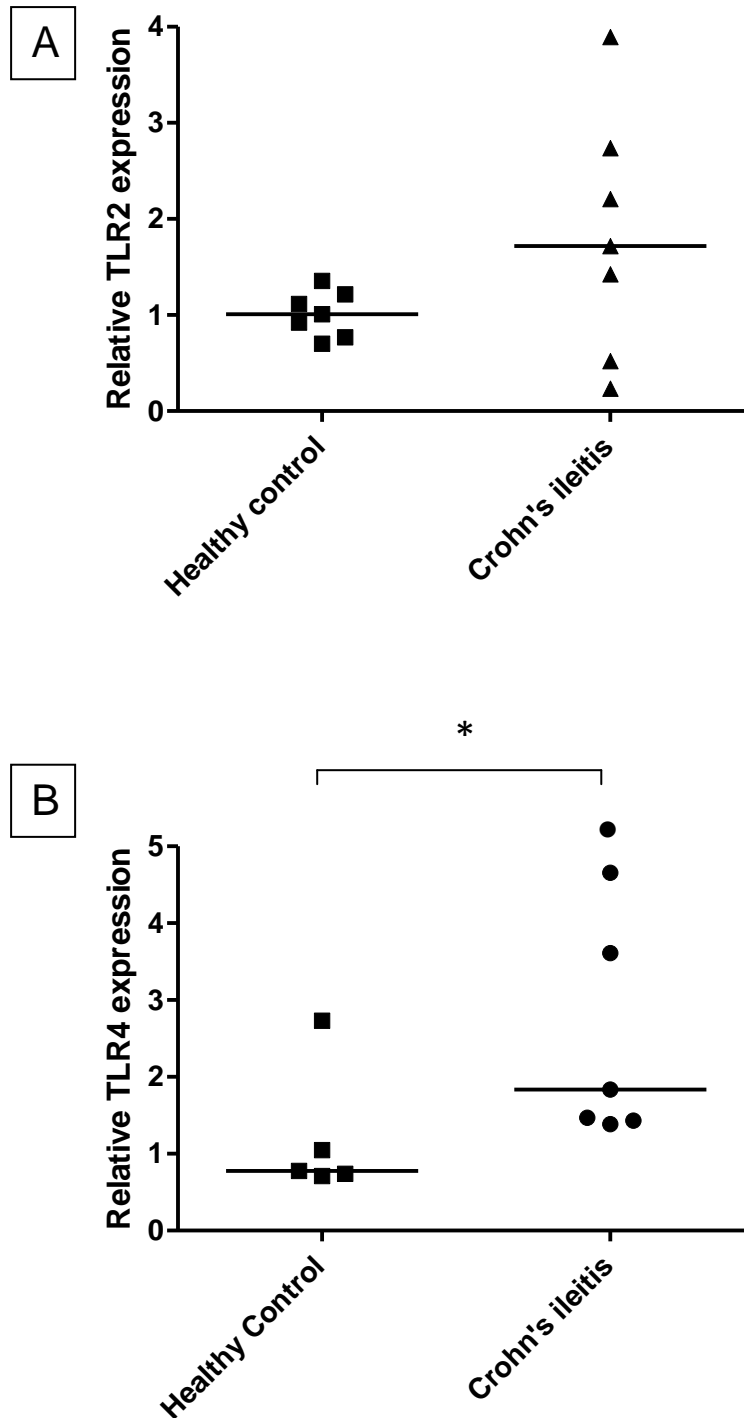 A
Relative TLR2 expression
4
3
2
1
0
Healthy control
Crohn's ileitis
*
B
Relative TLR4 expression
5
4
3
2
1
0
Healthy Control
Crohn's ileitis